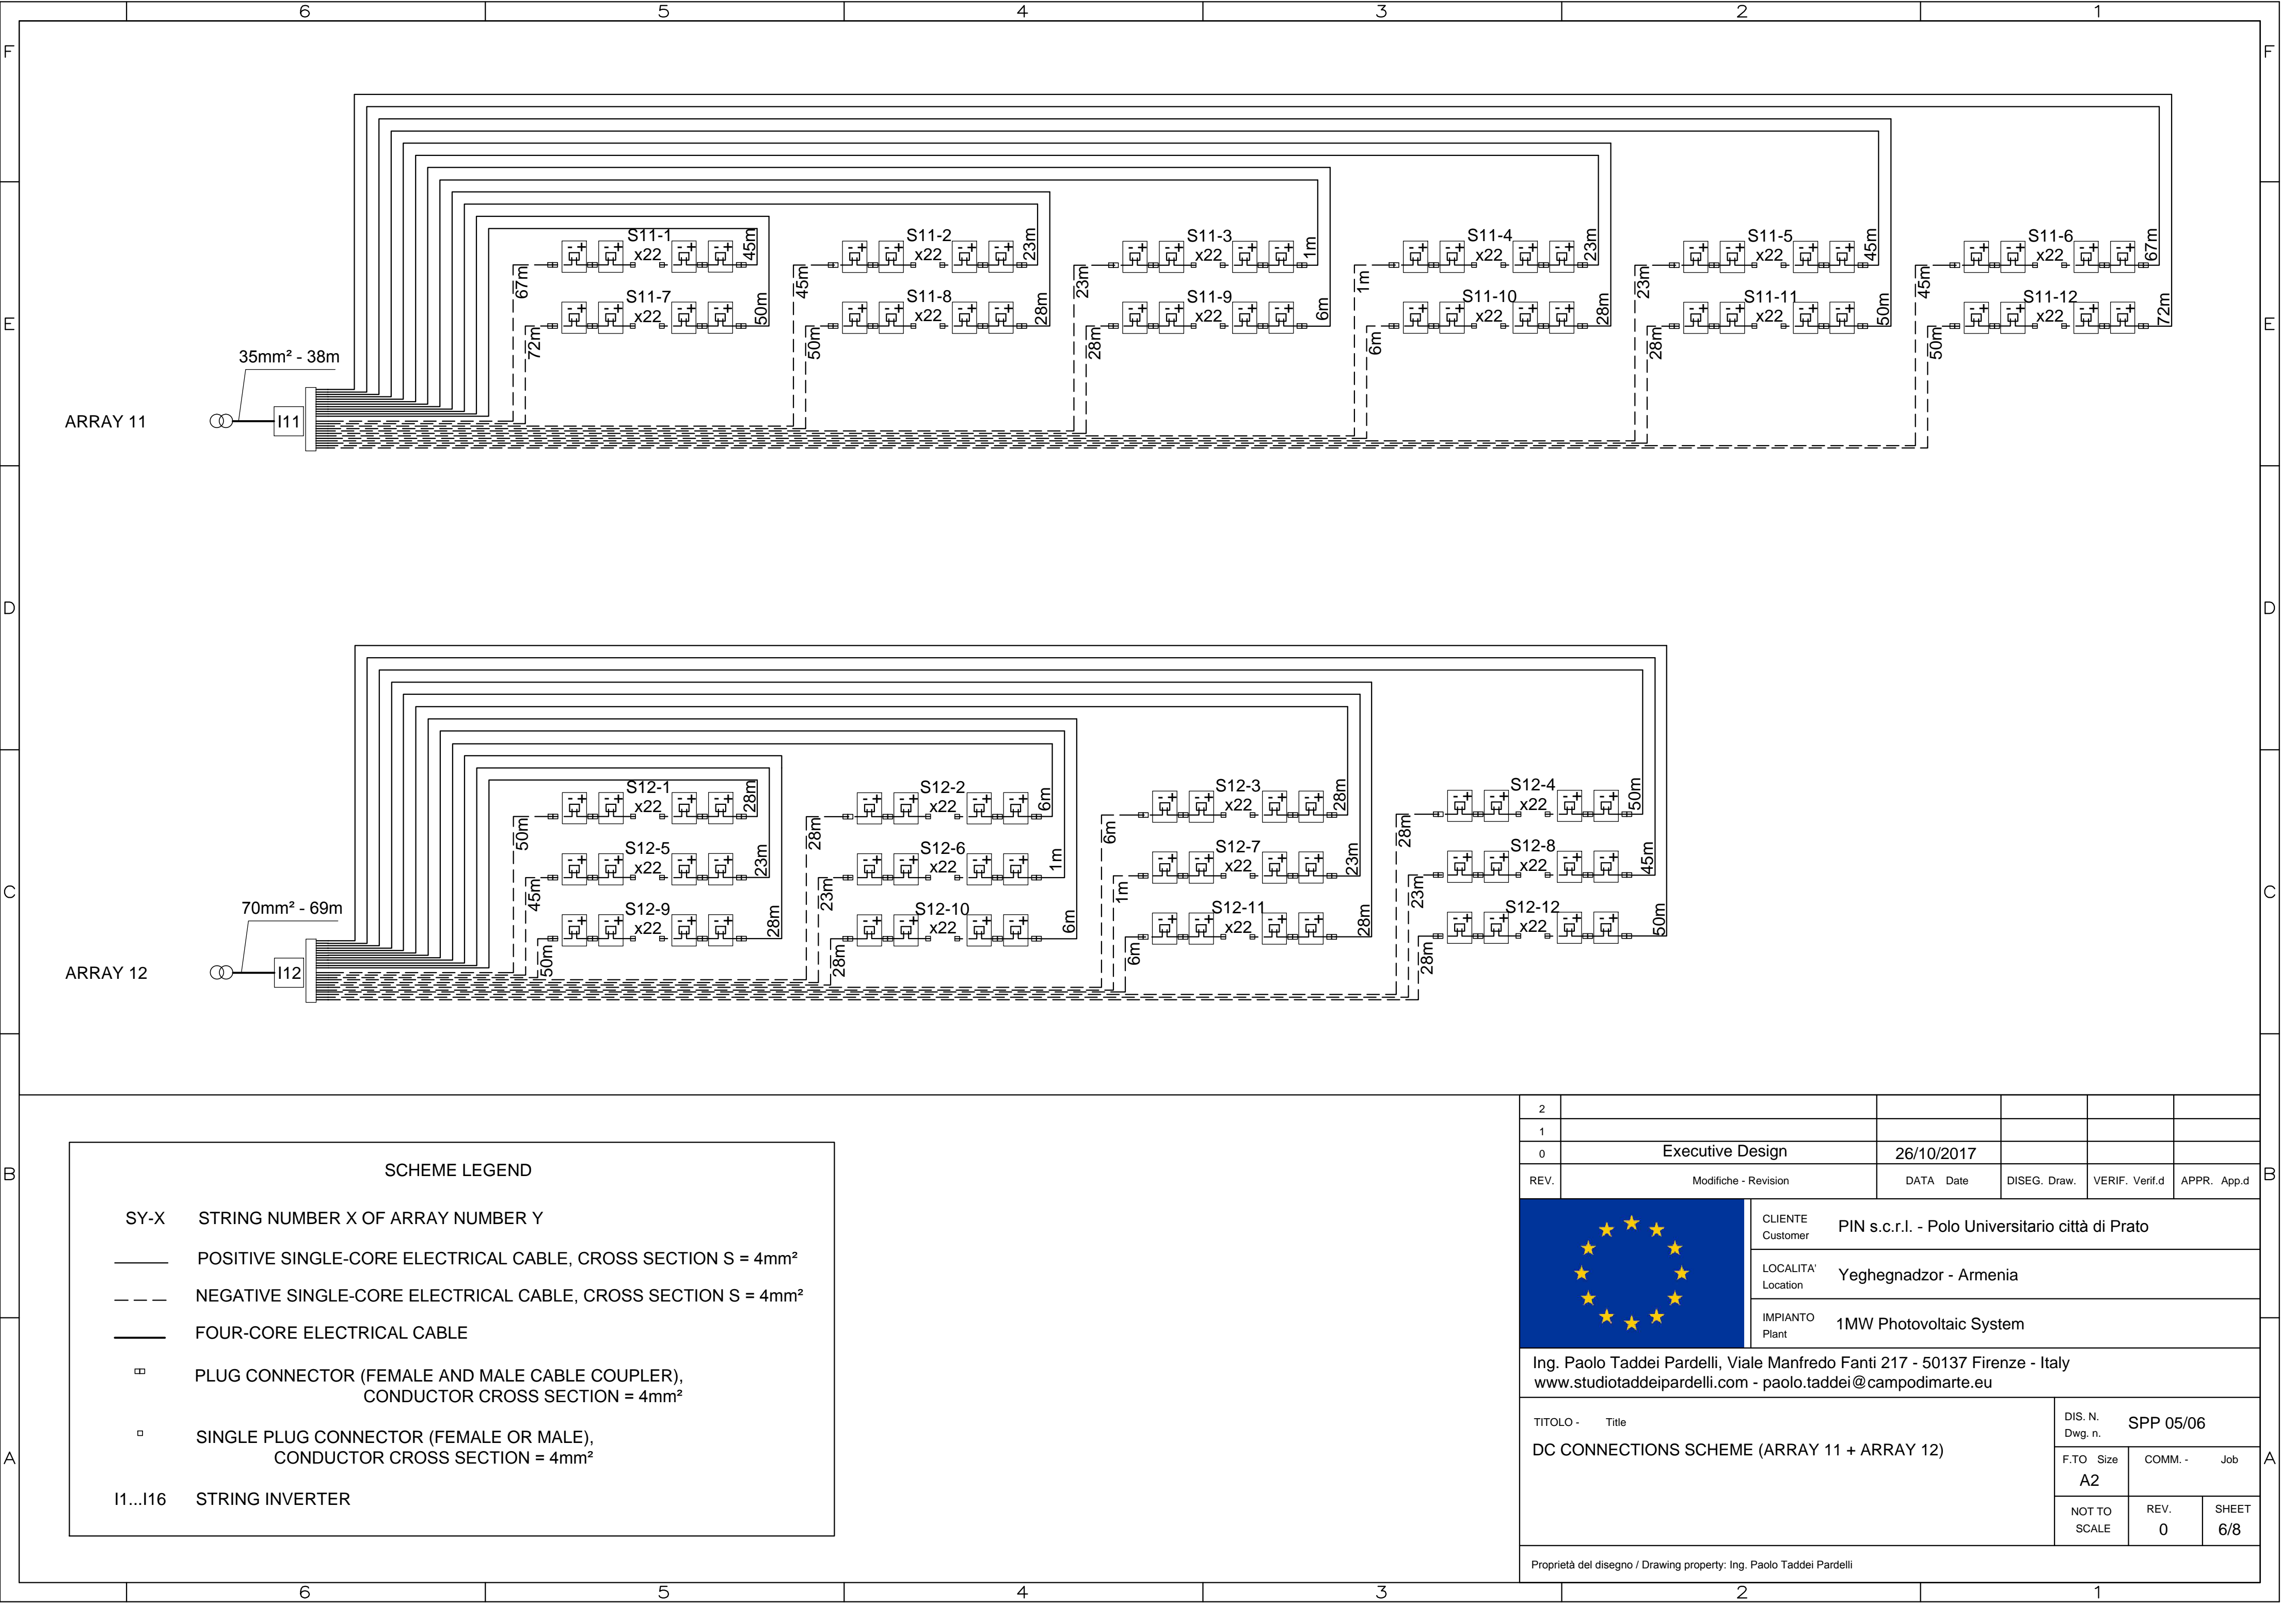 6 5 4 3 2 1
F F
S11-1 45m S11-2 23m S11-3 1m S11-4 23m S11-5 45m S11-6 67m
x22 x22 x22 x22 x22 x22
67m 45m 23m 1m 23m 45m
S11-7 50m S11-8 28m S11-9 6m S11-10 28m S11-11 50m S11-12 72m
x22 x22 x22 x22 x22 x22
E E
72m 50m 28m 6m 28m 50m
35mm² - 38m
ARRAY 11 I11
D D
S12-1 28m S12-2 6m S12-3 28m S12-4 50m
x22 x22 x22 x22
50m 28m 6m 28m
S12-5 23m S12-6 1m S12-7 23m S12-8 45m
x22 x22 x22 x22
45m 23m 1m 23m
C C
S12-9 28m S12-10 6m S12-11 28m S12-12 50m
x22 x22 x22 x22
50m 28m 6m 28m
70mm² - 69m
ARRAY 12 I12
B B
SCHEME LEGEND
SY-X STRING NUMBER X OF ARRAY NUMBER Y
POSITIVE SINGLE-CORE ELECTRICAL CABLE, CROSS SECTION S = 4mm²
NEGATIVE SINGLE-CORE ELECTRICAL CABLE, CROSS SECTION S = 4mm²
FOUR-CORE ELECTRICAL CABLE
PLUG CONNECTOR (FEMALE AND MALE CABLE COUPLER),
CONDUCTOR CROSS SECTION = 4mm²
SINGLE PLUG CONNECTOR (FEMALE OR MALE),
CONDUCTOR CROSS SECTION = 4mm²
I1...I16 STRING INVERTER
2
1
0 Executive Design 26/10/2017
REV. Modifiche - Revision DATA Date DISEG. Draw. VERIF. Verif.d APPR. App.d
CLIENTE
Customer
PIN s.c.r.l. - Polo Universitario città di Prato
LOCALITA'
Location
Yeghegnadzor - Armenia
IMPIANTO
Plant
1MW Photovoltaic System
Ing. Paolo Taddei Pardelli, Viale Manfredo Fanti 217 - 50137 Firenze - Italy
www.studiotaddeipardelli.com - paolo.taddei@campodimarte.eu
TITOLO - Title
DC CONNECTIONS SCHEME (ARRAY 11 + ARRAY 12)
DIS. N.
Dwg. n.
SPP 05/06
F.TO Size
A2
COMM. - Job
NOT TO
SCALE
REV.
0
SHEET
6/8
Proprietà del disegno / Drawing property: Ing. Paolo Taddei Pardelli
A A
6 5 4 3 2 1